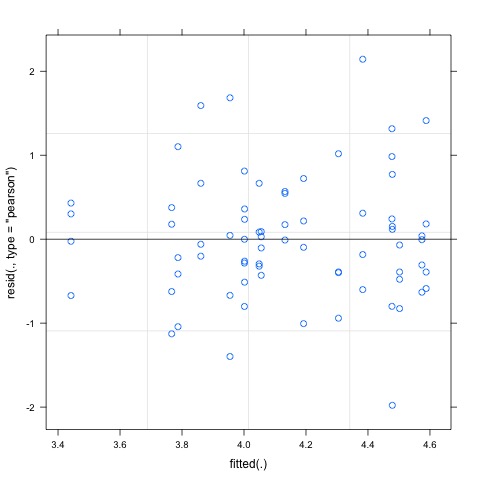 resid(., type = "pearson")
2
1
0
-1
-2
3.4 3.6 3.8 4.0 4.2 4.4 4.6
fitted(.)